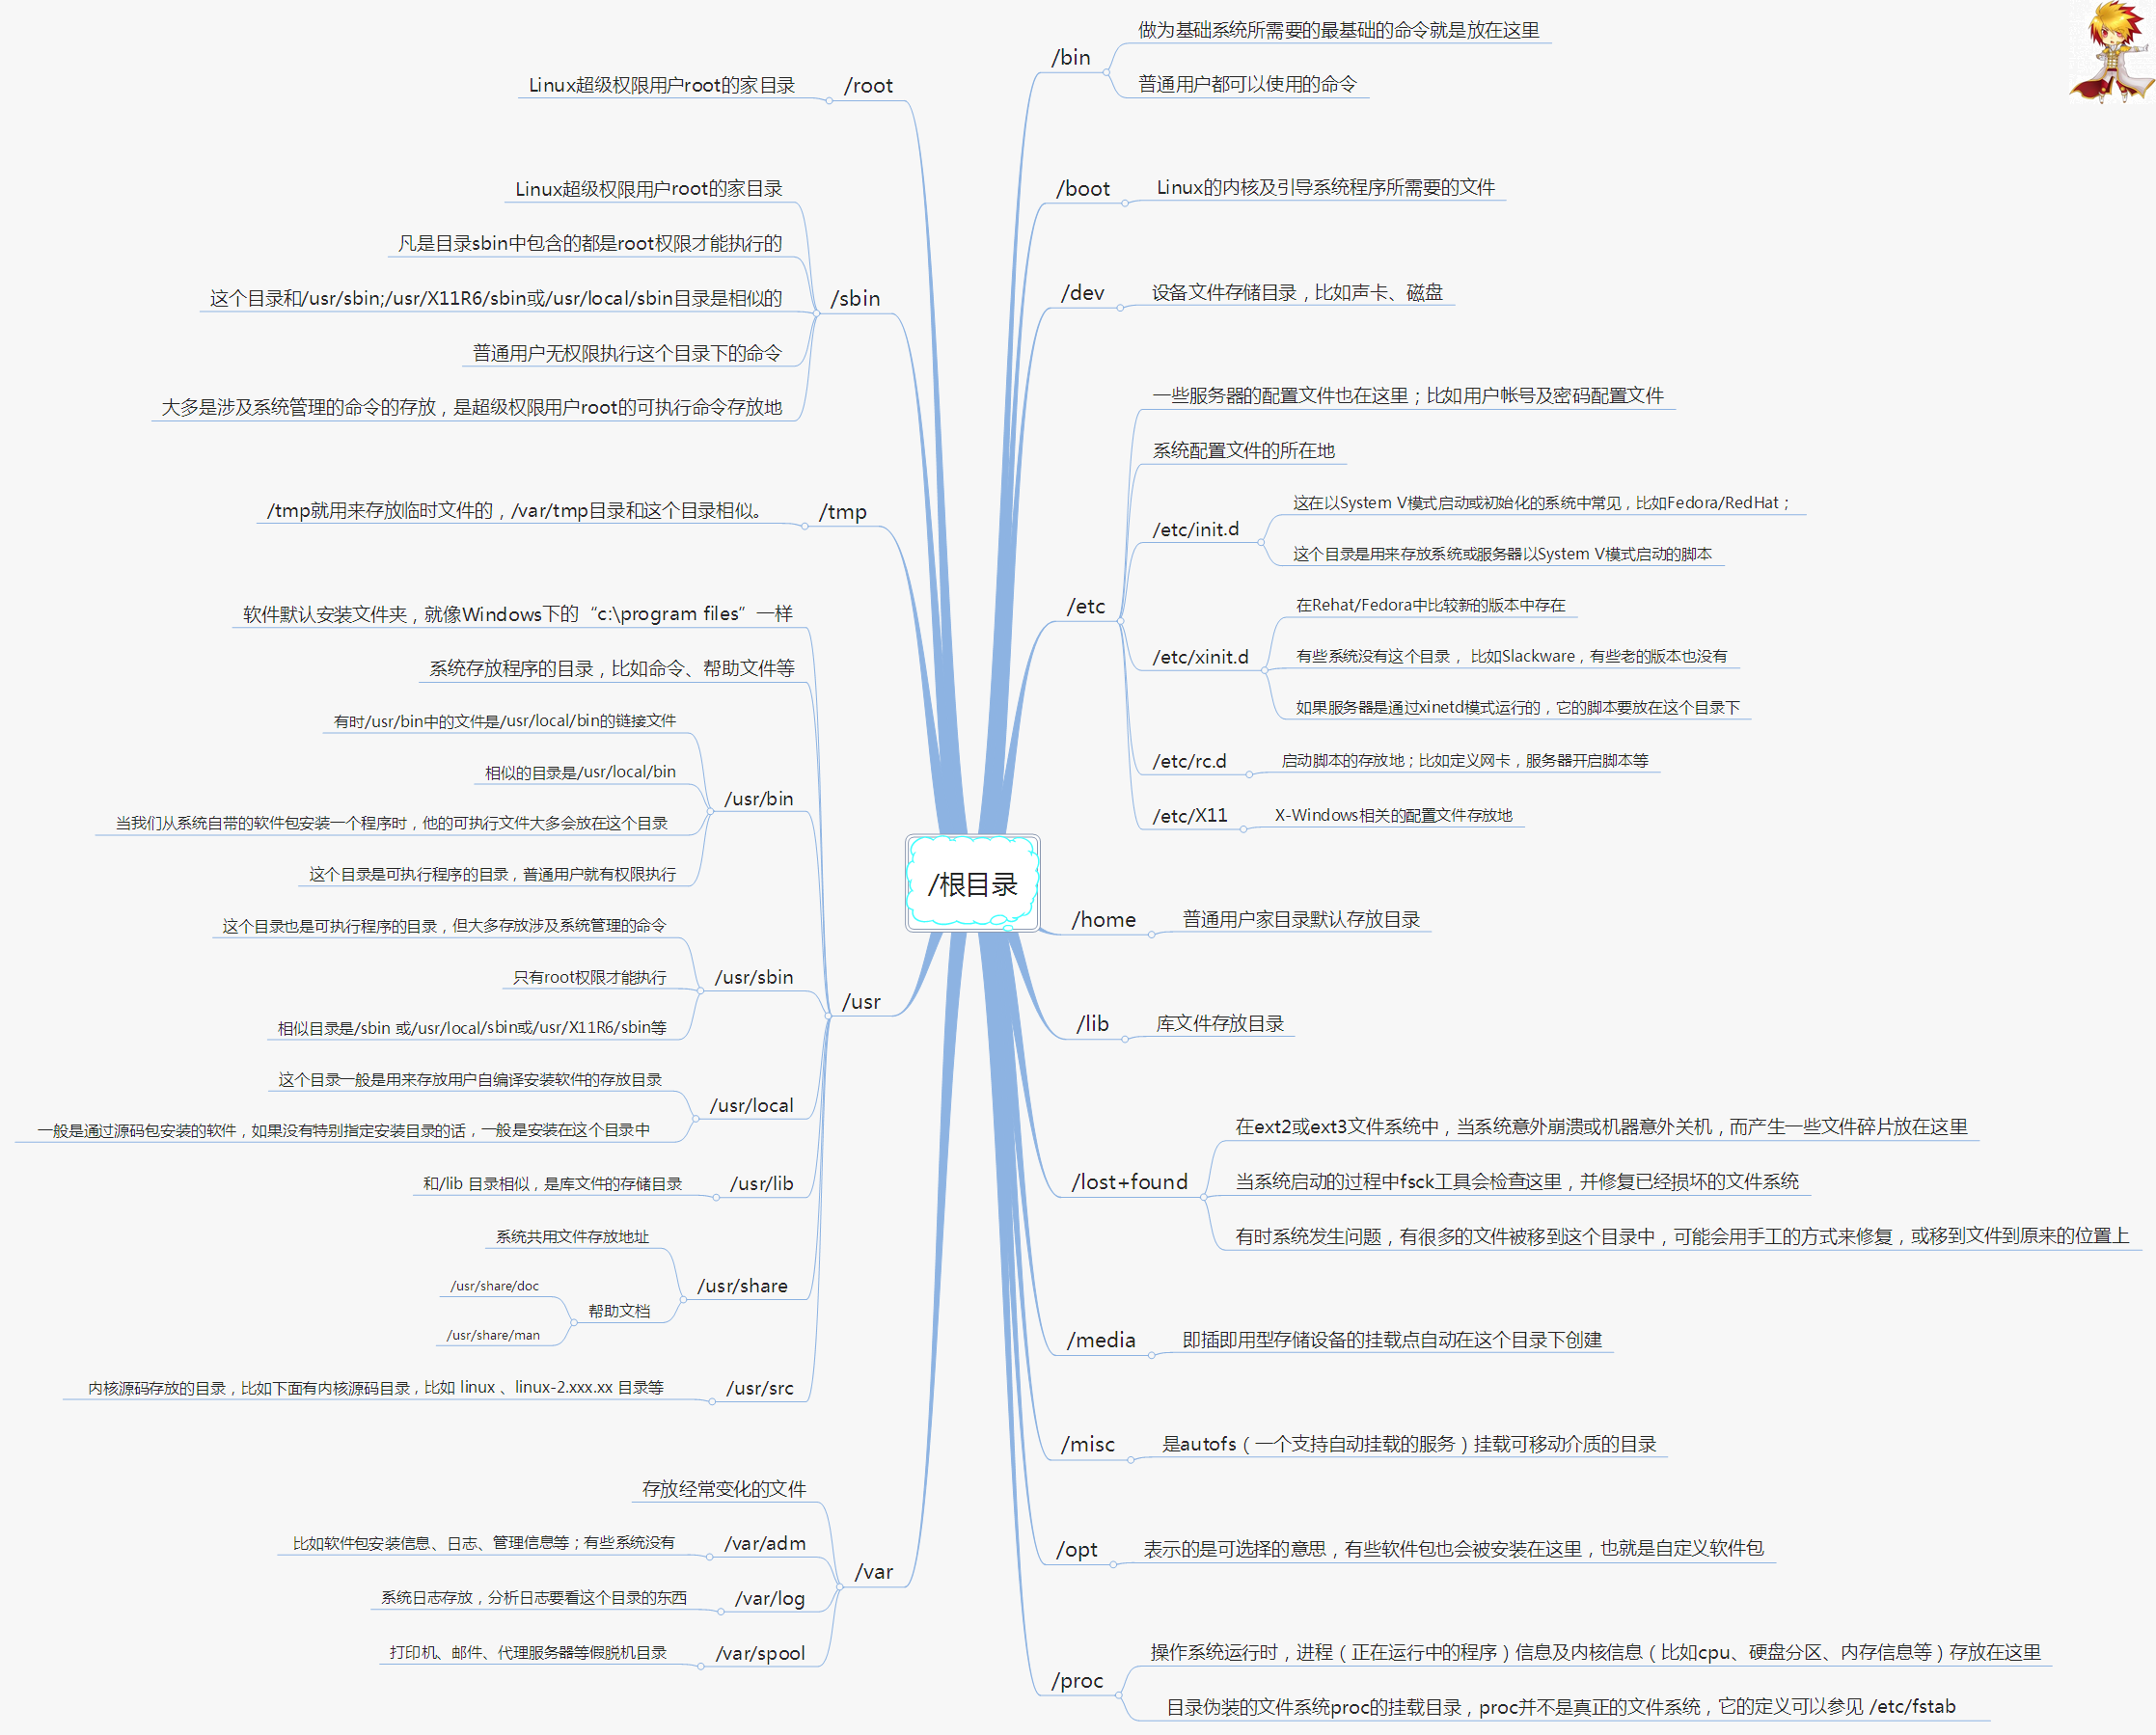 /根目录
/bin
做为基础系统所需要的最基础的命令就是放在这里
普通用户都可以使用的命令
/boot
Linux的内核及引导系统程序所需要的文件
/dev
设备文件存储目录，比如声卡、磁盘
/etc
一些服务器的配置文件也在这里；比如用户帐号及密码配置文件
系统配置文件的所在地
/etc/init.d
这在以System V模式启动或初始化的系统中常见，比如Fedora/RedHat；
这个目录是用来存放系统或服务器以System V模式启动的脚本
/etc/xinit.d
在Rehat/Fedora中比较新的版本中存在
有些系统没有这个目录， 比如Slackware，有些老的版本也没有
如果服务器是通过xinetd模式运行的，它的脚本要放在这个目录下
/etc/rc.d
启动脚本的存放地；比如定义网卡，服务器开启脚本等
/etc/X11
X-Windows相关的配置文件存放地
/home
普通用户家目录默认存放目录
/lib
库文件存放目录
/lost+found
在ext2或ext3文件系统中，当系统意外崩溃或机器意外关机，而产生一些文件碎片放在这里
当系统启动的过程中fsck工具会检查这里，并修复已经损坏的文件系统
有时系统发生问题，有很多的文件被移到这个目录中，可能会用手工的方式来修复，或移到文件到原来的位置上
/media
即插即用型存储设备的挂载点自动在这个目录下创建
/misc
是autofs（一个支持自动挂载的服务）挂载可移动介质的目录
/opt
表示的是可选择的意思，有些软件包也会被安装在这里，也就是自定义软件包
/proc
操作系统运行时，进程（正在运行中的程序）信息及内核信息（比如cpu、硬盘分区、内存信息等）存放在这里
目录伪装的文件系统proc的挂载目录，proc并不是真正的文件系统，它的定义可以参见 /etc/fstab
/root
Linux超级权限用户root的家目录
/sbin
Linux超级权限用户root的家目录
凡是目录sbin中包含的都是root权限才能执行的
这个目录和/usr/sbin;/usr/X11R6/sbin或/usr/local/sbin目录是相似的
普通用户无权限执行这个目录下的命令
大多是涉及系统管理的命令的存放，是超级权限用户root的可执行命令存放地
/tmp
/tmp就用来存放临时文件的，/var/tmp目录和这个目录相似。
/usr
软件默认安装文件夹，就像Windows下的“c:\program files”一样
系统存放程序的目录，比如命令、帮助文件等
/usr/bin
有时/usr/bin中的文件是/usr/local/bin的链接文件
相似的目录是/usr/local/bin
当我们从系统自带的软件包安装一个程序时，他的可执行文件大多会放在这个目录
这个目录是可执行程序的目录，普通用户就有权限执行
/usr/sbin
这个目录也是可执行程序的目录，但大多存放涉及系统管理的命令
只有root权限才能执行
相似目录是/sbin 或/usr/local/sbin或/usr/X11R6/sbin等
/usr/local
这个目录一般是用来存放用户自编译安装软件的存放目录
一般是通过源码包安装的软件，如果没有特别指定安装目录的话，一般是安装在这个目录中
/usr/lib
和/lib 目录相似，是库文件的存储目录
/usr/share
系统共用文件存放地址
帮助文档
/usr/share/doc
/usr/share/man
/usr/src
内核源码存放的目录，比如下面有内核源码目录，比如 linux 、linux-2.xxx.xx 目录等
/var
存放经常变化的文件
/var/adm
比如软件包安装信息、日志、管理信息等；有些系统没有
/var/log
系统日志存放，分析日志要看这个目录的东西
/var/spool
打印机、邮件、代理服务器等假脱机目录